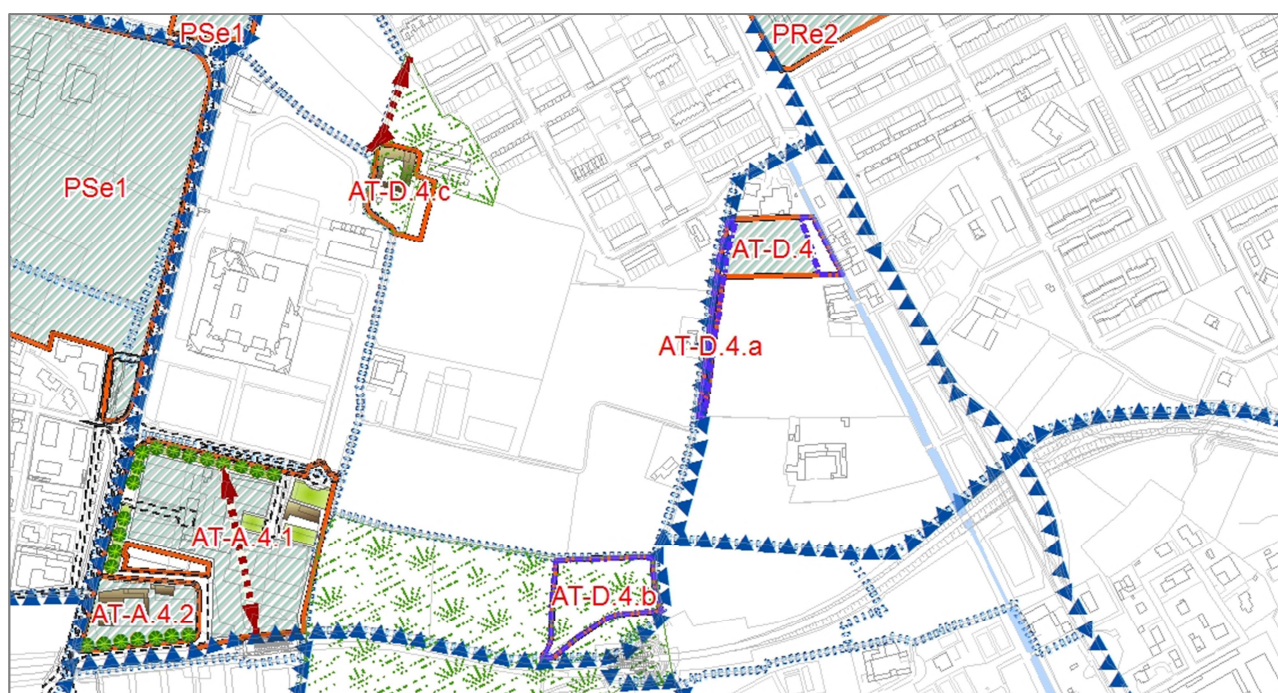 PSe1
PRe2
PSe1
AT-D.4.c
AT-D.4
AT-D.4.a
AT-A.4.1
AT-D.4.b
AT-A.4.2